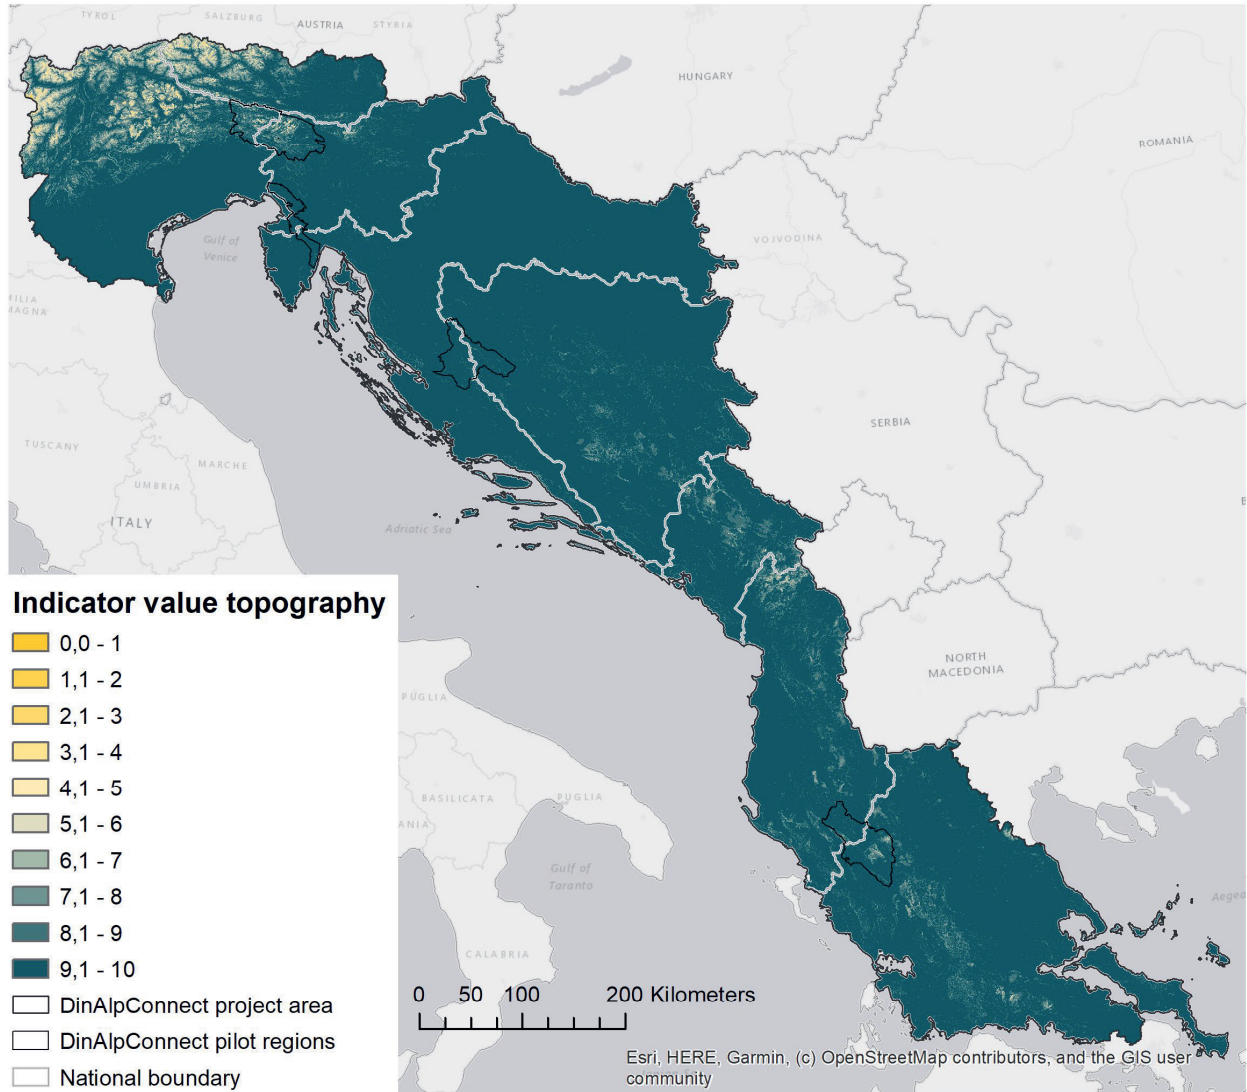 TYROL
SALZBURG
AUSTRIA
STYRIA
HUNGARY
ROMANIA
VOJVODINA
Gulf of
Venice
TUSCANY
MARCHE
UMBRIA
ITALY
Adriatic Sea
SERBIA
NORTH
MACEDONIA
PUGLIA
BASILICATA
PUGLIA
Gulf of
Taranto
CALABRIA
Indicator value topography
0,0 - 1
1,1 - 2
2,1 - 3
3,1 - 4
4,1 - 5
5,1 - 6
6,1 - 7
7,1 - 8
8,1 - 9
9,1 - 10
DinAlpConnect project area
DinAlpConnect pilot regions
National boundary
0 50 100 200 Kilometers
Esri, HERE, Garmin, (c) OpenStreetMap contributors, and the GIS user
community